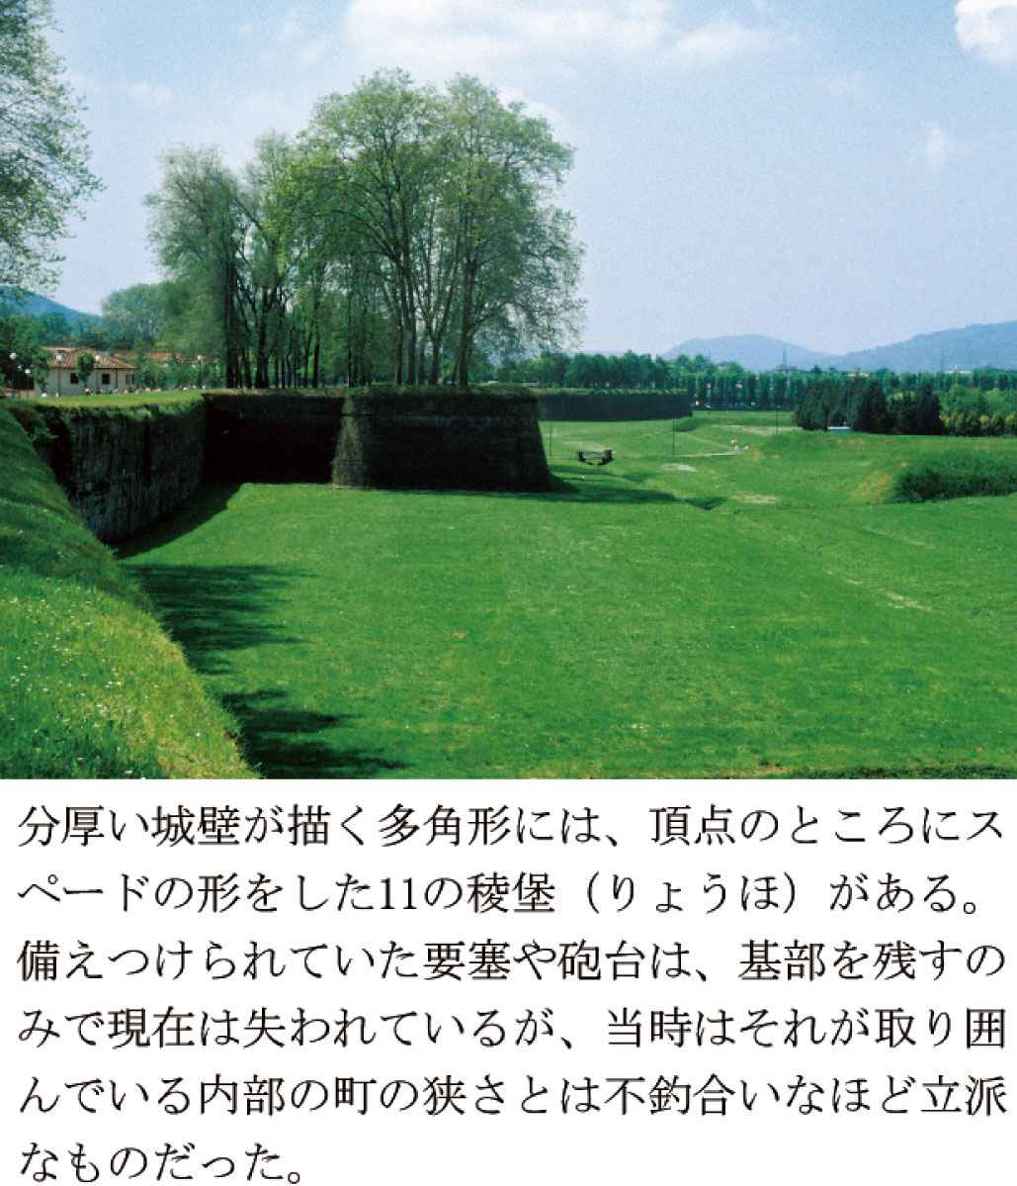 分厚い城壁が描く多角形には、頂点のところにス
ペードの形をした11の稜堡（りょうほ）がある。
備えつけられていた要塞や砲台は、基部を残すの
みで現在は失われているが、当時はそれが取り囲
んでいる内部の町の狭さとは不釣合いなほど立派
なものだった。